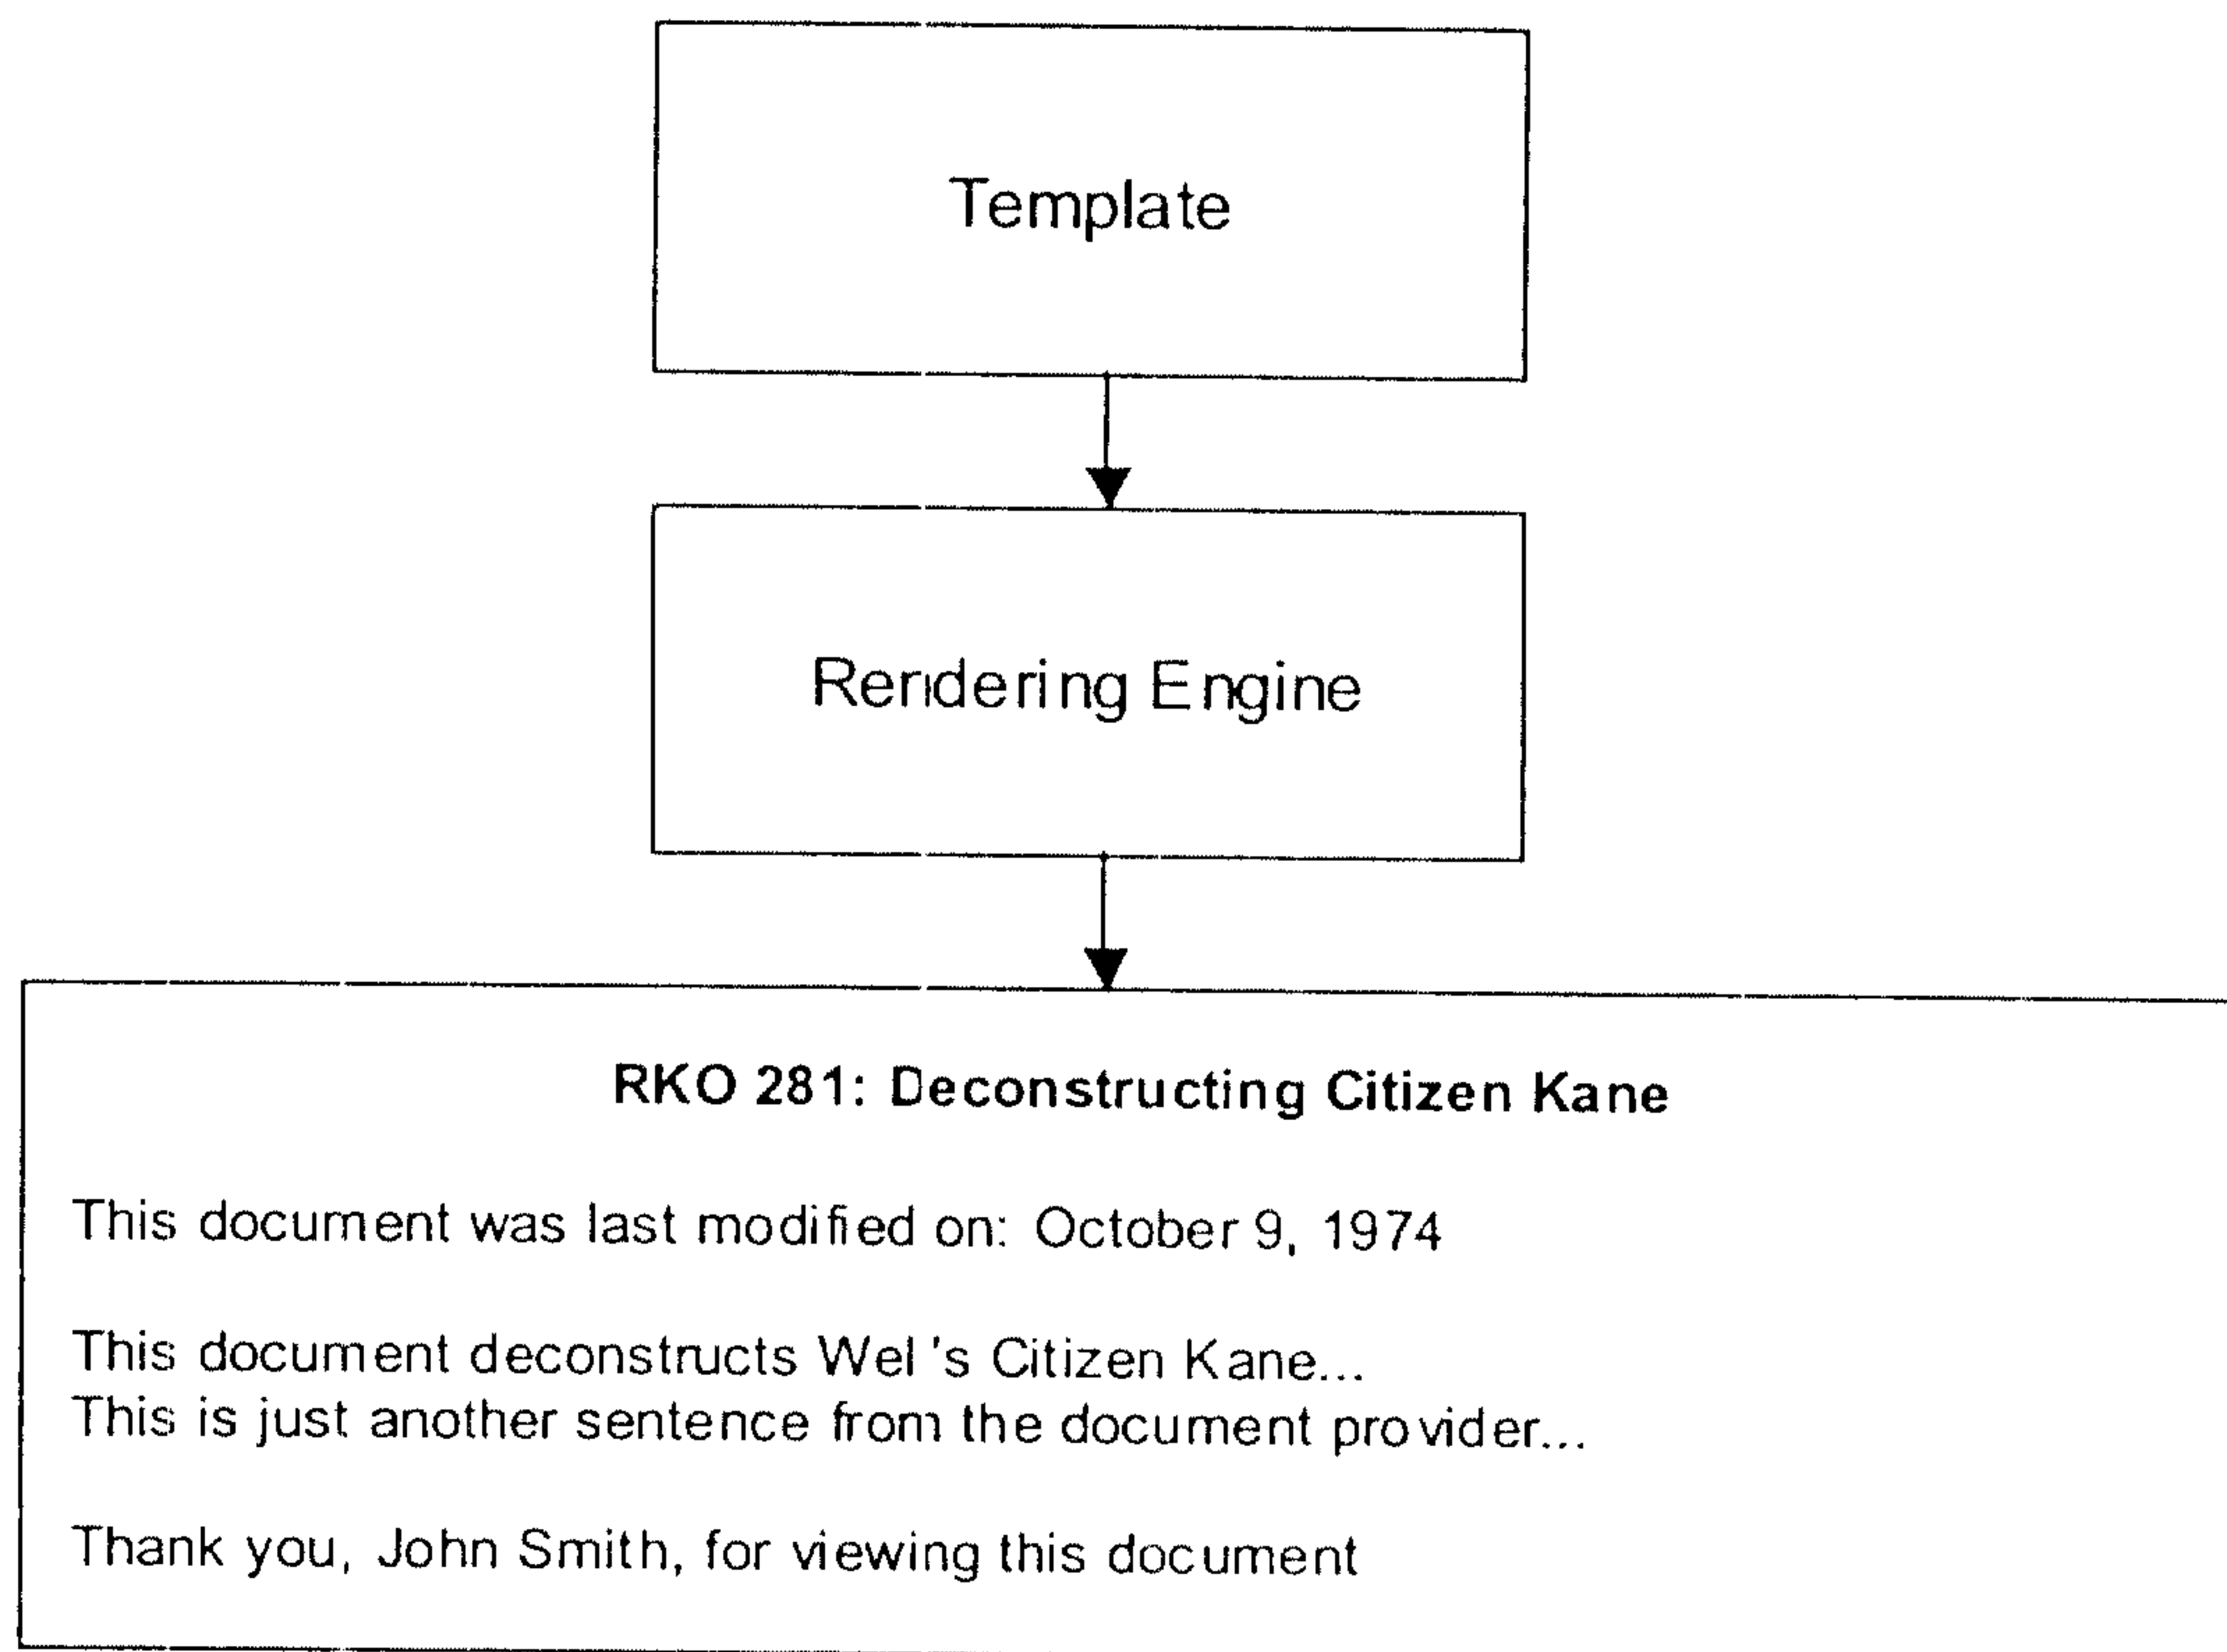 Template
Rendering Engine
RKO 281: Deconstructing Citizen Kane
This document was last modified on: October 9, 1974
This document deconstructs Wel's Citizen Kane...
This is just another sentence from the document provider...
Thank you, John Smith, for viewing this document